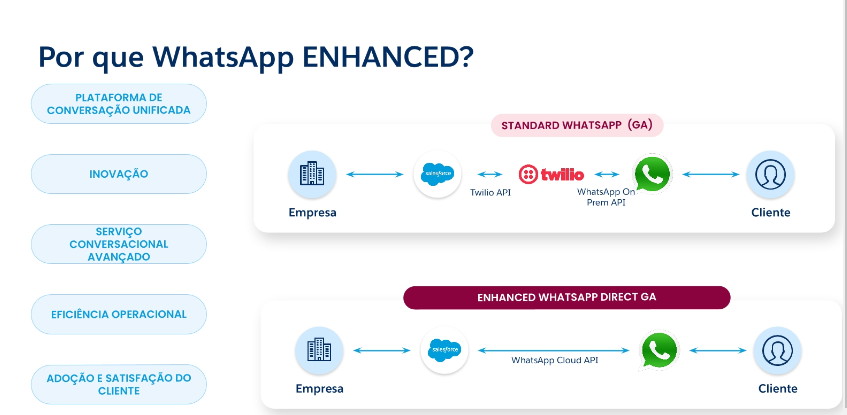 Por que WhatsApp ENHANCED?
PLATAFORMA DE
CONVERSAÇÃO UNIFICADA
INOVAÇÃO
SERVIÇO
CONVERSACIONAL
AVANÇADO
EFICIÊNCIA OPERACIONAL
ADOÇÃO E SATISFAÇÃO DO
CLIENTE
STANDARD WHATSAPP (GA)
salesforce
twilio
Twilio API
WhatsApp On
Prem API
Empresa
Cliente
ENHANCED WHATSAPP DIRECT GA
salesforce
WhatsApp Cloud API
Empresa
Cliente